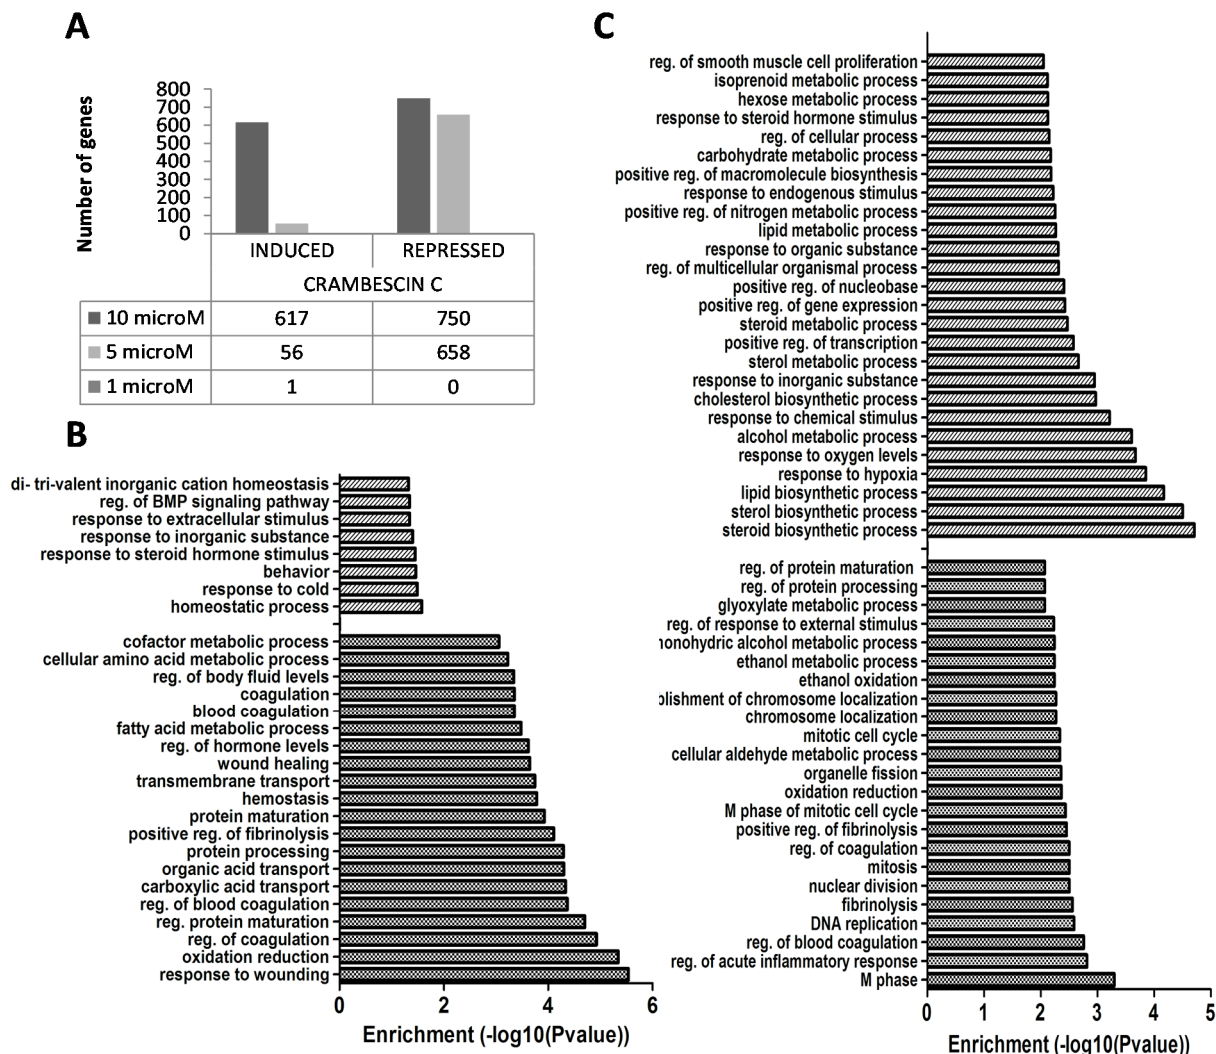 A
Number of genes
800
700
600
500
400
300
200
100
0
INDUCED REPRESSED
CRAMBESCIN C
10 microM 617 750
5 microM 56 658
1 microM 1 0
B
di- tri-valent inorganic cation homeostasis
reg. of BMP signaling pathway
response to extracellular stimulus
response to inorganic substance
response to steroid hormone stimulus
behavior
response to cold
homeostatic process
cofactor metabolic process
cellular amino acid metabolic process
reg. of body fluid levels
coagulation
blood coagulation
fatty acid metabolic process
reg. of hormone levels
wound healing
transmembrane transport
hemostasis
protein maturation
positive reg. of fibrinolysis
protein processing
organic acid transport
carboxylic acid transport
reg. of blood coagulation
reg. protein maturation
reg. of coagulation
oxidation reduction
response to wounding
0 2 4 6
Enrichment (-log10(Pvalue))
C
reg. of smooth muscle cell proliferation
isoprenoid metabolic process
hexose metabolic process
response to steroid hormone stimulus
reg. of cellular process
carbohydrate metabolic process
positive reg. of macromolecule biosynthesis
response to endogenous stimulus
positive reg. of nitrogen metabolic process
lipid metabolic process
response to organic substance
reg. of multicellular organismal process
positive reg. of nucleobase
positive reg. of gene expression
steroid metabolic process
positive reg. of transcription
sterol metabolic process
response to inorganic substance
cholesterol biosynthetic process
response to chemical stimulus
alcohol metabolic process
response to oxygen levels
response to hypoxia
lipid biosynthetic process
sterol biosynthetic process
steroid biosynthetic process
reg. of protein maturation
reg. of protein processing
glyoxylate metabolic process
reg. of response to external stimulus
nonohydric alcohol metabolic process
ethanol metabolic process
ethanol oxidation
blishment of chromosome localization
chromosome localization
mitotic cell cycle
cellular aldehyde metabolic process
organelle fission
oxidation reduction
M phase of mitotic cell cycle
positive reg. of fibrinolysis
reg. of coagulation
mitosis
nuclear division
fibrinolysis
DNA replication
reg. of blood coagulation
reg. of acute inflammatory response
M phase
0 1 2 3 4 5
Enrichment (-log10(Pvalue))